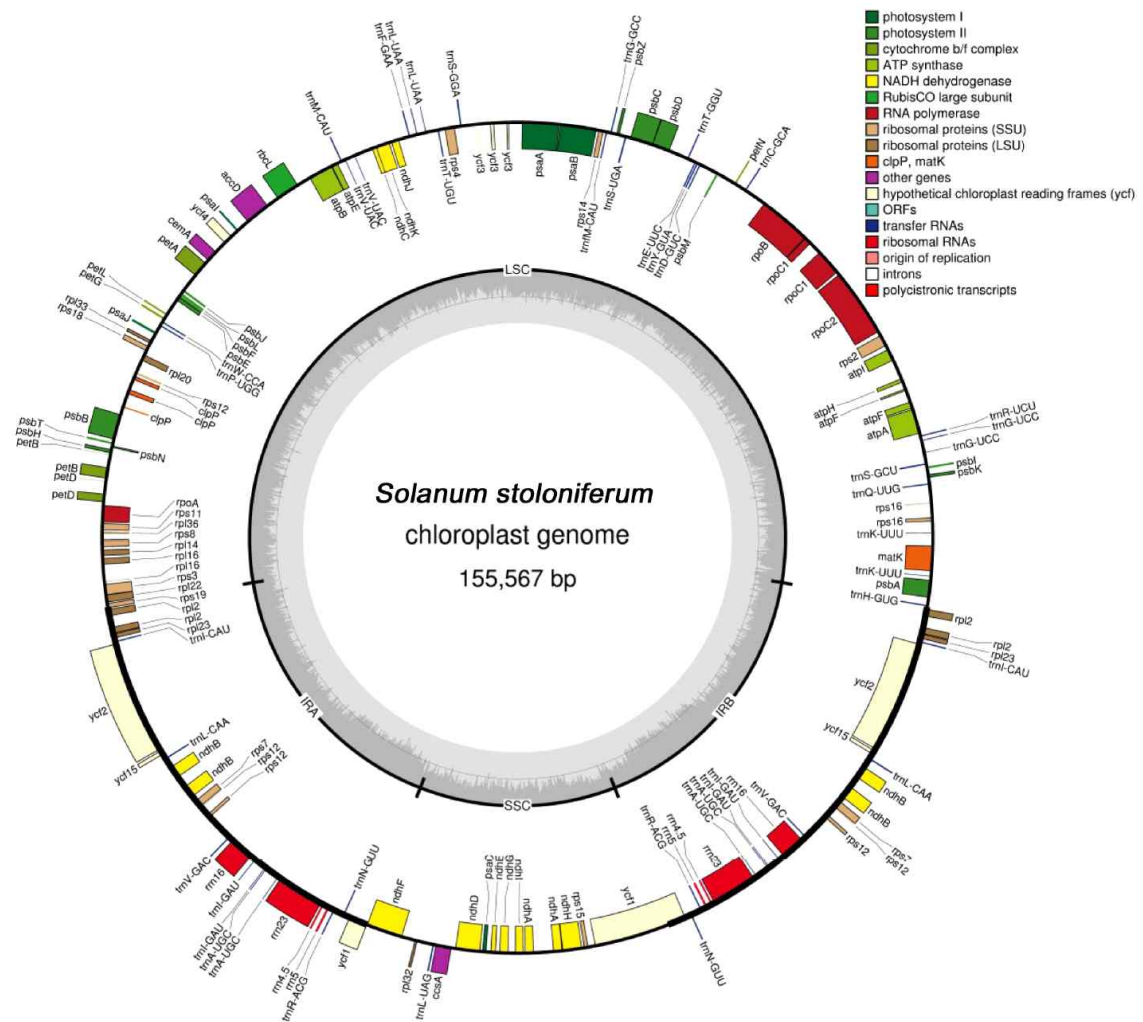 photosystem I
photosystem II
cytochrome b/f complex
ATP synthase
NADH dehydrogenase
RubisCO large subunit
RNA polymerase
ribosomal proteins (SSU)
ribosomal proteins (LSU)
clpP, matK
other genes
hypothetical chloroplast reading frames (ycf)
ORFs
transfer RNAs
ribosomal RNAs
origin of replication
introns
polycistronic transcripts
Solanum stoloniferum
chloroplast genome
155,567 bp
LSC
IRB
SSC
IRA
trnG-GCC
psbZ
psbC
psbD
trnT-GGU
petN
trnC-GCA
psaA
psaB
rps14
trnfM-CAU
trnS-UGA
trnE-UUC
trnY-GUA
trnD-GUC
psbM
rpoB
rpoC1
rpoC1
rpoC2
rps2
atpI
atpH
atpF
atpF
atpA
trnR-UCU
trnG-UCC
trnG-UCC
trnS-GCU
psbI
psbK
trnQ-UUG
rps16
rps16
trnK-UUU
matK
trnK-UUU
psbA
trnH-GUG
rpl2
rpl2
rpl23
trnI-CAU
ycf2
ycf15
trnL-CAA
ndhB
ndhB
rps7
rps12
rps12
trnV-GAC
rrn16
trnI-GAU
trnI-GAU
trnA-UGC
trnA-UGC
rrn23
rrn4.5
rrn5
trnR-ACG
trnN-GUU
ycf1
rps15
ndhH
ndhA
ndhA
ndhI
ndhG
ndhE
psaC
ndhD
ccsA
trnL-UAG
rpl32
ndhF
ycf1
trnN-GUU
trnR-ACG
rrn5
rrn4.5
rrn23
trnA-UGC
trnA-UGC
trnI-GAU
trnI-GAU
rrn16
trnV-GAC
rps12
rps12
rps7
ndhB
ndhB
trnL-CAA
ycf15
ycf2
trnI-CAU
rpl23
rpl2
rpl2
rps19
rpl22
rps3
rpl16
rpl16
rpl14
rps8
rpl36
rps11
rpoA
petD
petD
petB
petB
psbH
psbT
psbN
psbB
clpP
clpP
rps12
rpl20
rps18
rpl33
psaJ
trnP-UGG
trnW-CCA
petG
petL
psbE
psbF
psbL
psbJ
petA
cemA
ycf4
psaI
accD
rbcL
atpB
atpE
trnM-CAU
trnV-UAC
trnV-UAC
ndhC
ndhK
ndhJ
trnF-GAA
trnL-UAA
trnL-UAA
trnT-UGU
trnS-GGA
rps4
ycf3
ycf3
ycf3